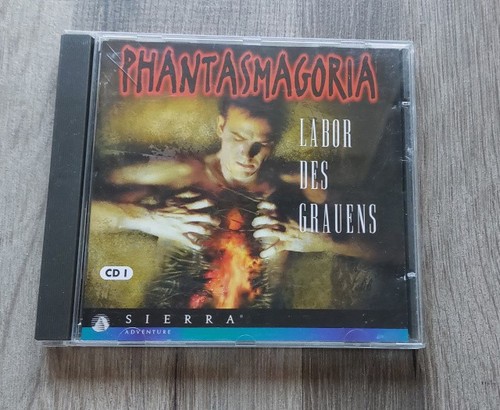 PHANTASMAGORIA
LABOR
DES
GRAUENS
CD 1
SIERRA®
ADVENTURE